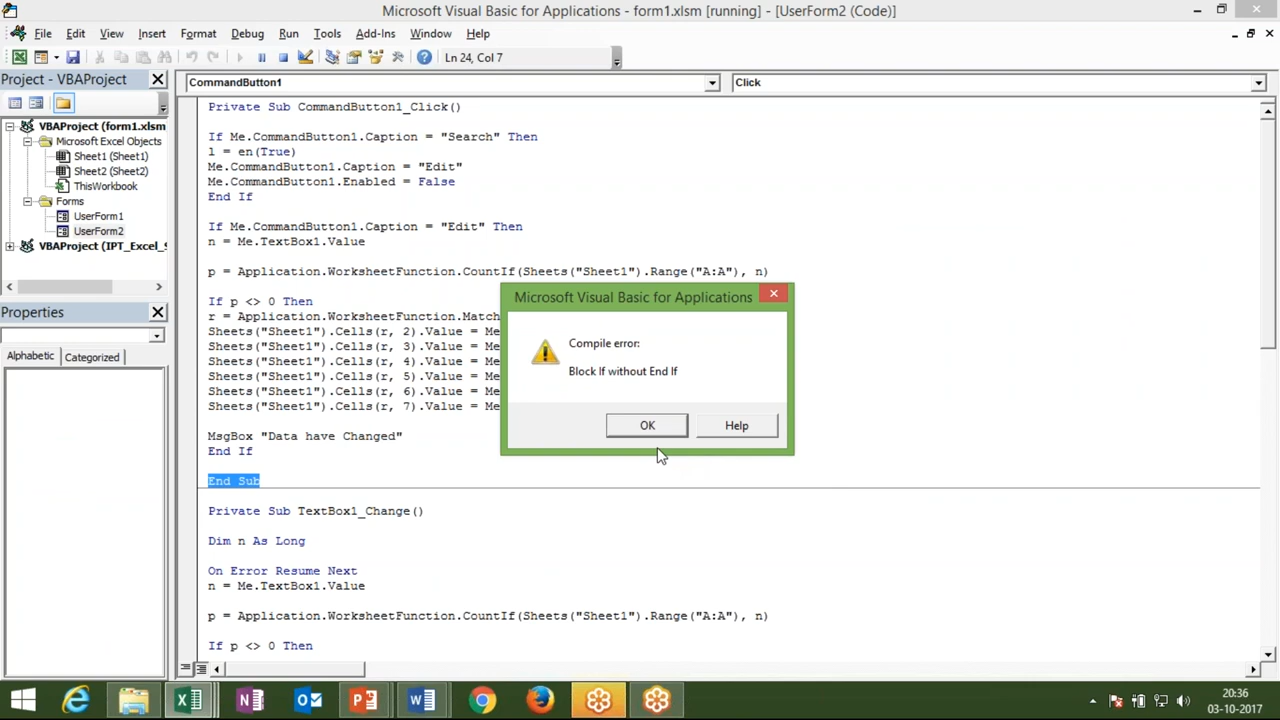 Microsoft Visual Basic for Applications - form1.xlsm [running] - [UserForm2 (Code)]
File Edit View Insert Format Debug Run Tools Add-Ins Window Help
Ln 24, Col 7
Project - VBAProject
CommandButton1
Click
VBAProject (form1.xlsm
Microsoft Excel Objects
Sheet1 (Sheet1)
Sheet2 (Sheet2)
ThisWorkbook
Forms
UserForm1
UserForm2
VBAProject (IPT_Excel_S
Properties
Alphabetic Categorized
Private Sub CommandButton1_Click()
If Me.CommandButton1.Caption = "Search" Then
l = en(True)
Me.CommandButton1.Caption = "Edit"
Me.CommandButton1.Enabled = False
End If
If Me.CommandButton1.Caption = "Edit" Then
n = Me.TextBox1.Value
p = Application.WorksheetFunction.CountIf(Sheets("Sheet1").Range("A:A"), n)
If p <> 0 Then
r = Application.WorksheetFunction.Match
Sheets("Sheet1").Cells(r, 2).Value = Me
Sheets("Sheet1").Cells(r, 3).Value = Me
Sheets("Sheet1").Cells(r, 4).Value = Me
Sheets("Sheet1").Cells(r, 5).Value = Me
Sheets("Sheet1").Cells(r, 6).Value = Me
Sheets("Sheet1").Cells(r, 7).Value = Me
MsgBox "Data have Changed"
End If
End Sub
Private Sub TextBox1_Change()
Dim n As Long
On Error Resume Next
n = Me.TextBox1.Value
p = Application.WorksheetFunction.CountIf(Sheets("Sheet1").Range("A:A"), n)
If p <> 0 Then
Microsoft Visual Basic for Applications
Compile error:
Block If without End If
OK
Help
20:36
03-10-2017